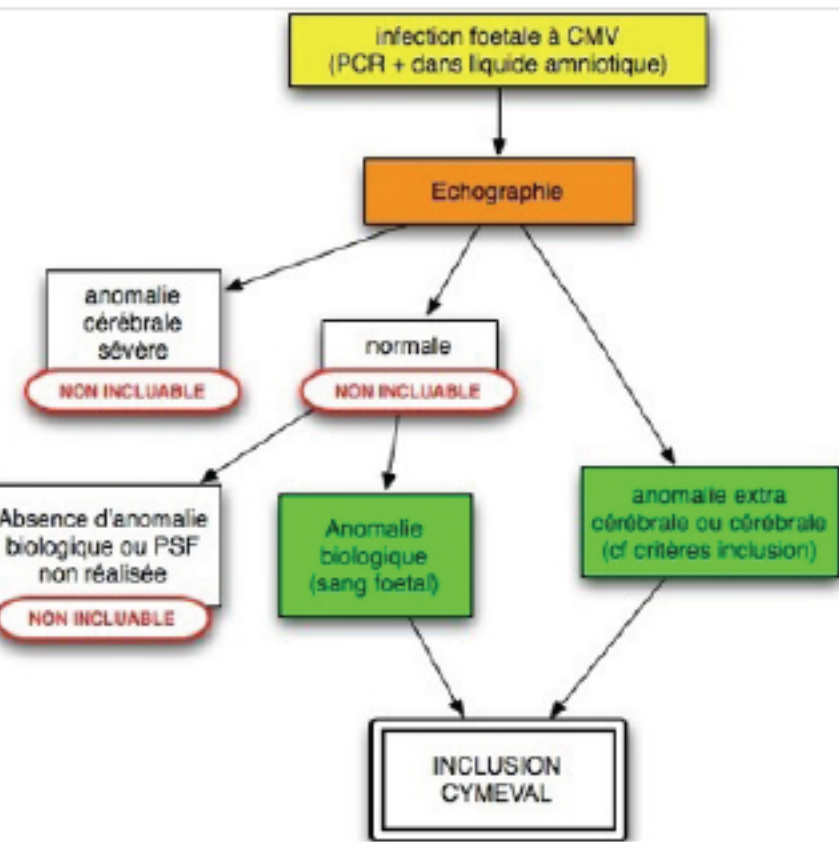 infection foetale à CMV
(PCR + dans liquide amniotique)
Echographie
anomalie
cérébrale
sévère
NON INCLUABLE
normale
NON INCLUABLE
Absence d'anomalie
biologique ou PSF
non réalisée
NON INCLUABLE
Anomalie
biologique
(sang foetal)
anomalie extra
cérébrale ou cérébrale
(cf critères inclusion)
INCLUSION
CYMEVAL